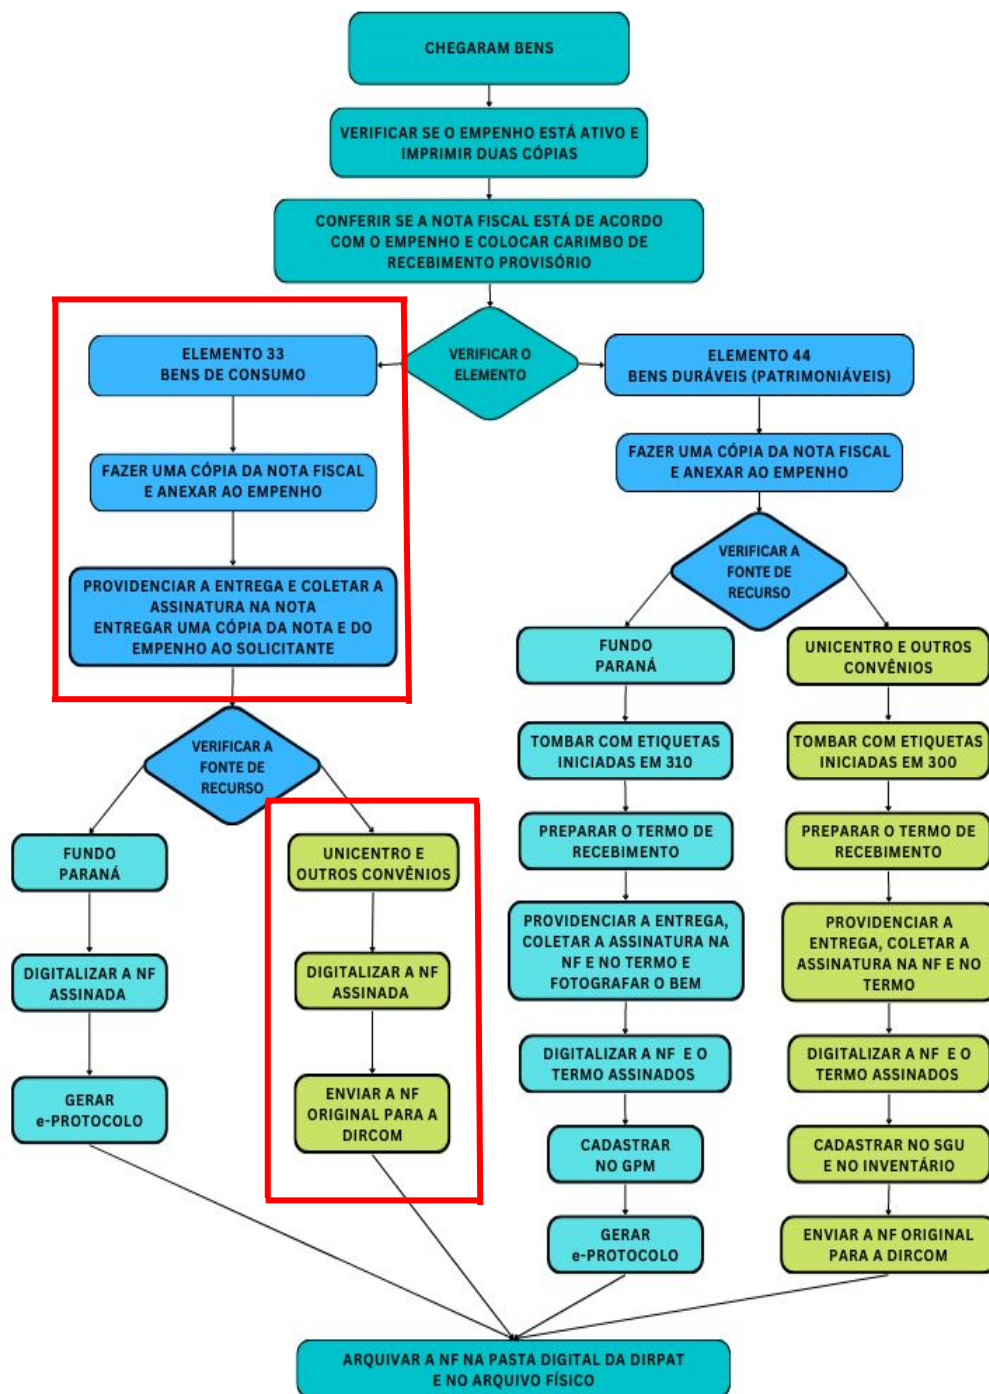 CHEGARAM BENS
VERIFICAR SE O EMPENHO ESTÁ ATIVO E
IMPRIMIR DUAS CÓPIAS
CONFERIR SE A NOTA FISCAL ESTÁ DE ACORDO
COM O EMPENHO E COLOCAR CARIMBO DE
RECEBIMENTO PROVISÓRIO
VERIFICAR O
ELEMENTO
ELEMENTO 33
BENS DE CONSUMO
FAZER UMA CÓPIA DA NOTA FISCAL
E ANEXAR AO EMPENHO
PROVIDENCIAR A ENTREGA E COLETAR A
ASSINATURA NA NOTA
ENTREGAR UMA CÓPIA DA NOTA E DO
EMPENHO AO SOLICITANTE
VERIFICAR A
FONTE DE
RECURSO
FUNDO
PARANÁ
DIGITALIZAR A NF
ASSINADA
GERAR
e-PROTOCOLO
UNICENTRO E
OUTROS CONVÊNIOS
DIGITALIZAR A NF
ASSINADA
ENVIAR A NF
ORIGINAL PARA A
DIRCOM
ELEMENTO 44
BENS DURÁVEIS (PATRIMONIÁVEIS)
FAZER UMA CÓPIA DA NOTA FISCAL
E ANEXAR AO EMPENHO
VERIFICAR A
FONTE DE
RECURSO
FUNDO
PARANÁ
TOMBAR COM ETIQUETAS
INICIADAS EM 310
PREPARAR O TERMO DE
RECEBIMENTO
PROVIDENCIAR A ENTREGA,
COLETAR A ASSINATURA NA
NF E NO TERMO E
FOTOGRAFAR O BEM
DIGITALIZAR A NF E O
TERMO ASSINADOS
CADASTRAR
NO GPM
GERAR
e-PROTOCOLO
UNICENTRO E OUTROS
CONVÊNIOS
TOMBAR COM ETIQUETAS
INICIADAS EM 300
PREPARAR O TERMO DE
RECEBIMENTO
PROVIDENCIAR A
ENTREGA, COLETAR A
ASSINATURA NA NF E NO
TERMO
DIGITALIZAR A NF E O
TERMO ASSINADOS
CADASTRAR NO SGU
E NO INVENTÁRIO
ENVIAR A NF ORIGINAL
PARA A DIRCOM
ARQUIVAR A NF NA PASTA DIGITAL DA DIRPAT
E NO ARQUIVO FÍSICO